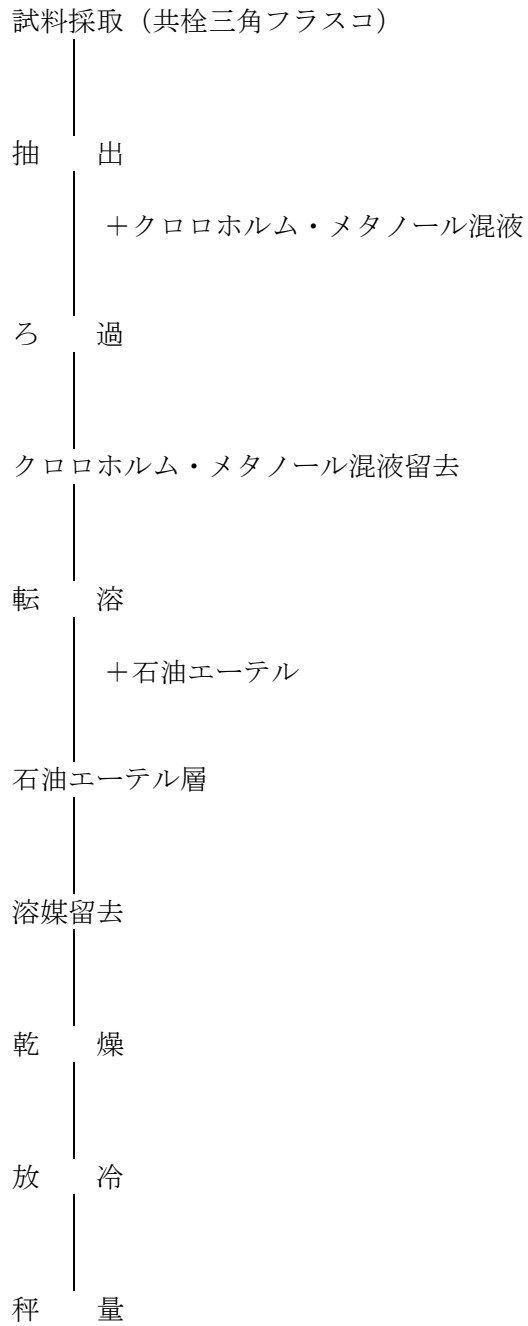 試料採取（共栓三角フラスコ）
抽　　出
＋クロロホルム・メタノール混液
ろ　　過
クロロホルム・メタノール混液留去
転　　溶
＋石油エーテル
石油エーテル層
溶媒留去
乾　　燥
放　　冷
秤　　量